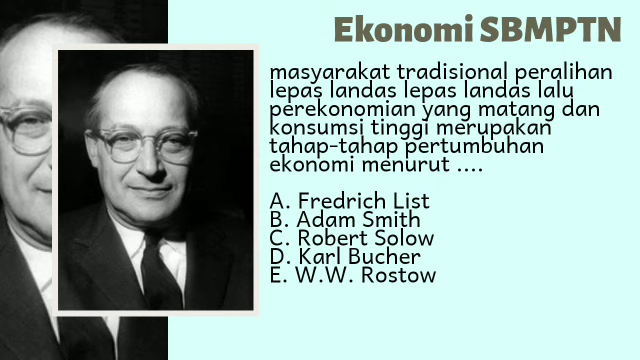 Ekonomi SBMPTN
masyarakat tradisional peralihan
lepas landas lepas landas lalu
perekonomian yang matang dan
konsumsi tinggi merupakan
tahap-tahap pertumbuhan
ekonomi menurut ....
A. Fredrich List
B. Adam Smith
C. Robert Solow
D. Karl Bucher
E. W.W. Rostow